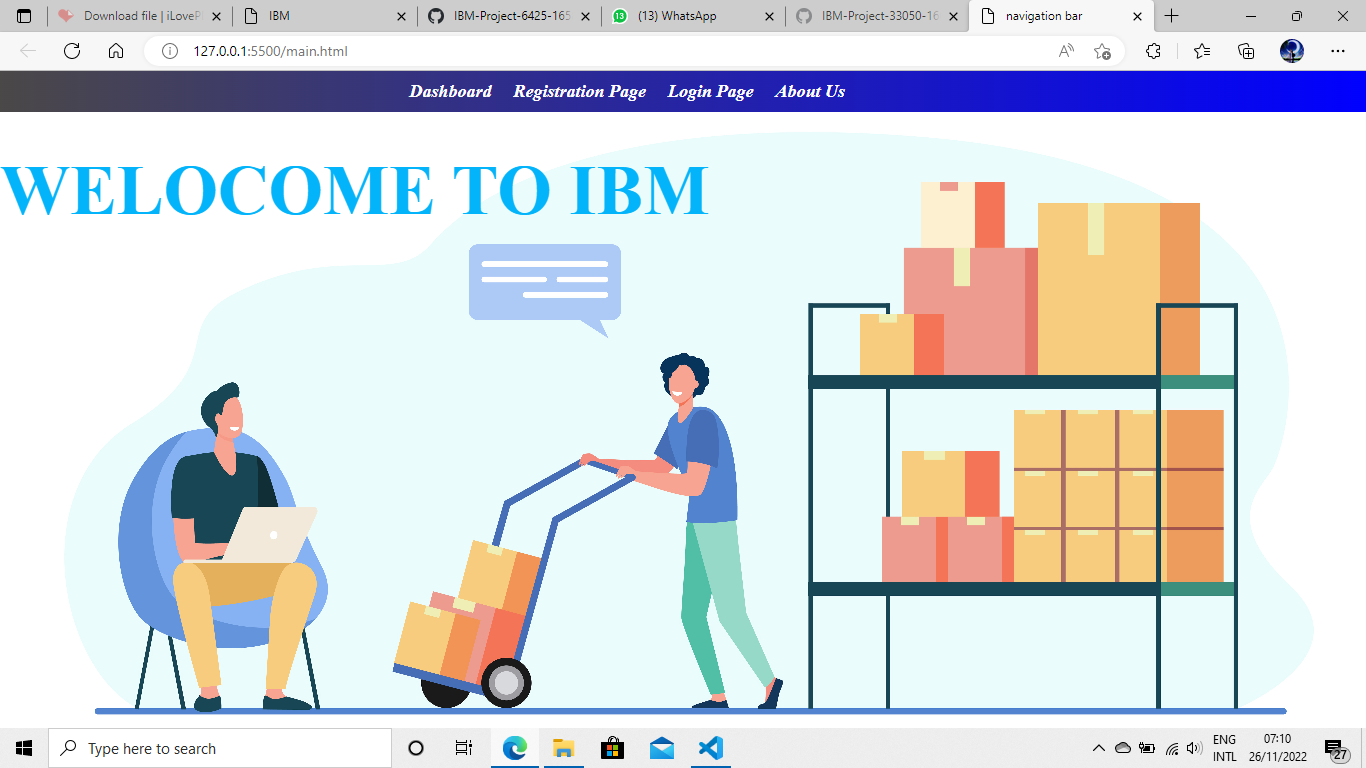 Download file | iLoveP
IBM
IBM-Project-6425-165
(13) WhatsApp
IBM-Project-33050-16
navigation bar
127.0.0.1:5500/main.html
Dashboard Registration Page Login Page About Us
WELOCOME TO IBM
Type here to search
ENG
INTL
07:10
26/11/2022
27